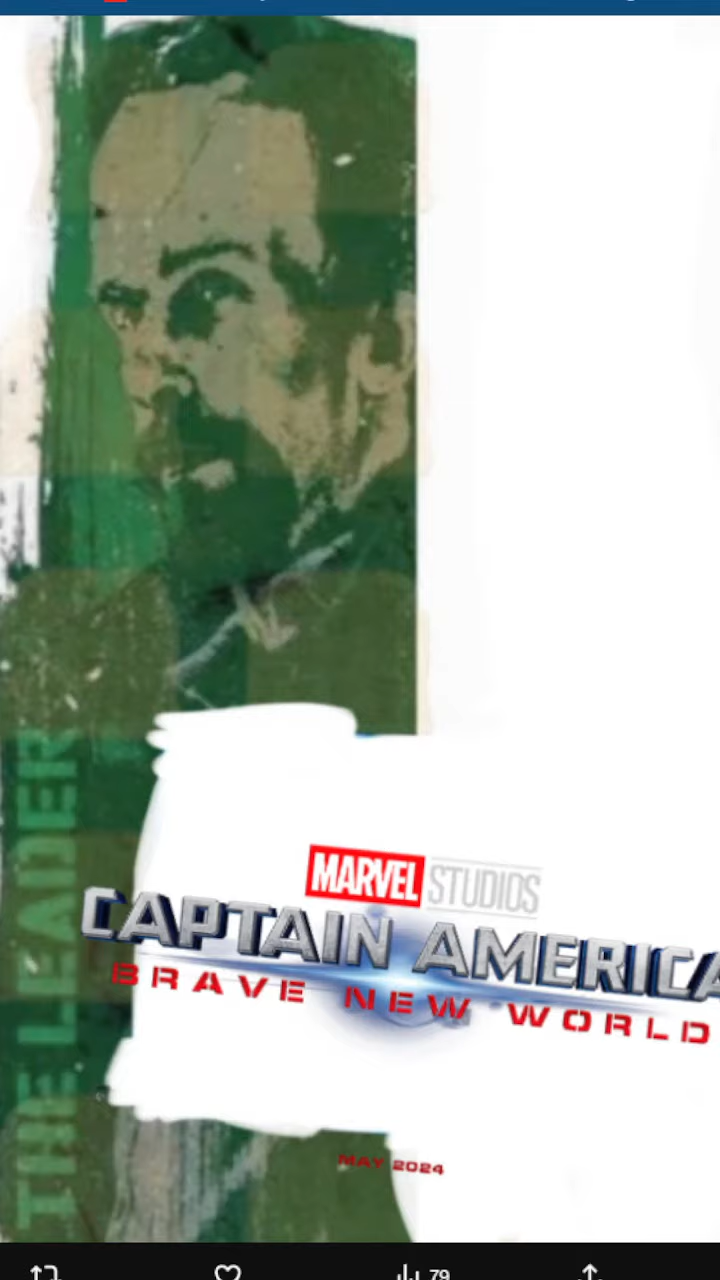 THE LEADER
MARVEL STUDIOS
CAPTAIN AMERICA
BRAVE NEW WORLD
MAY 2024
79